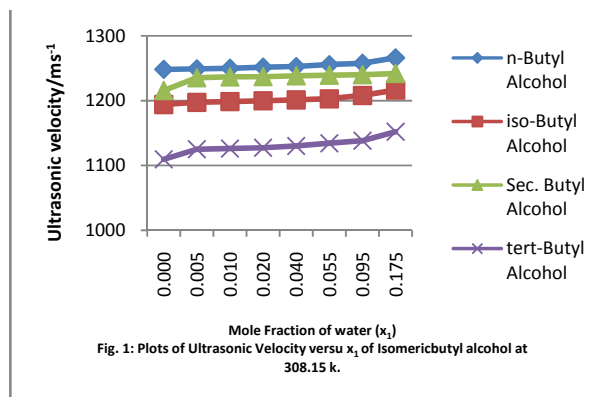 Ultrasonic velocity/ms-1
1300
1200
1100
1000
0.000
0.005
0.010
0.020
0.040
0.055
0.095
0.175
Mole Fraction of water (x1)
n-Butyl
Alcohol
iso-Butyl
Alcohol
Sec. Butyl
Alcohol
tert-Butyl
Alcohol
Fig. 1: Plots of Ultrasonic Velocity versu x1 of Isomericbutyl alcohol at
308.15 k.